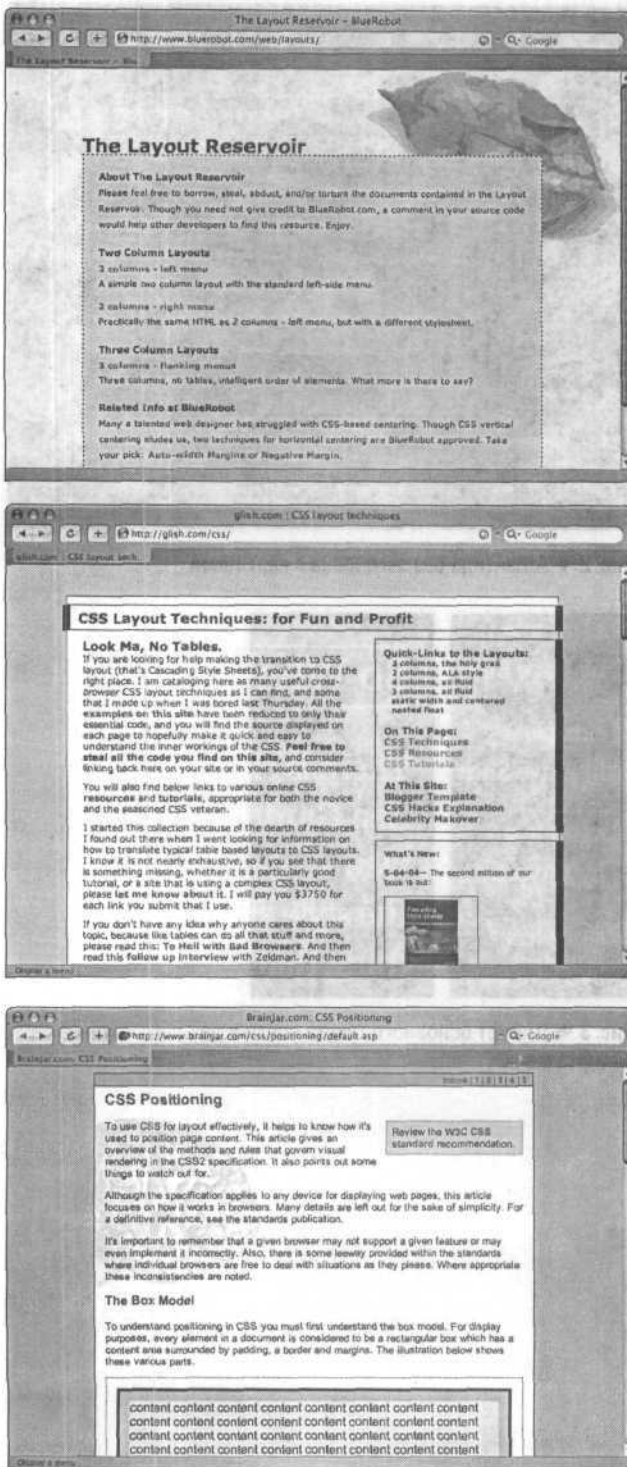 The Layout Reservoir – BlueRobot
http://www.bluerobot.com/web/layouts/
Google
The Layout Reservoir – Blu...
The Layout Reservoir
About The Layout Reservoir
Please feel free to borrow, steal, abduct, and/or torture the documents contained in the Layout
Reservoir. Though you need not give credit to BlueRobot.com, a comment in your source code
would help other developers to find this resource. Enjoy.
Two Column Layouts
2 columns - left menu
A simple two column layout with the standard left-side menu.
2 columns - right menu
Practically the same HTML as 2 columns - left menu, but with a different stylesheet.
Three Column Layouts
3 columns - flanking menus
Three columns, no tables, intelligent order of elements. What more is there to say?
Related Info at BlueRobot
Many a talented web designer has struggled with CSS-based centering. Though CSS vertical
centering eludes us, two techniques for horizontal centering are BlueRobot approved. Take
your pick: Auto-width Margins or Negative Margin.
glish.com : CSS layout techniques
http://glish.com/css/
Google
glish.com : CSS layout tech...
CSS Layout Techniques: for Fun and Profit
Look Ma, No Tables.
If you are looking for help making the transition to CSS
layout (that's Cascading Style Sheets), you've come to the
right place. I am cataloging here as many useful cross-
browser CSS layout techniques as I can find, and some
that I made up when I was bored last Thursday. All the
examples on this site have been reduced to only their
essential code, and you will find the source displayed on
each page to hopefully make it quick and easy to
understand the inner workings of the CSS. Feel free to
steal all the code you find on this site, and consider
linking back here on your site or in your source comments.
You will also find below links to various online CSS
resources and tutorials, appropriate for both the novice
and the seasoned CSS veteran.
I started this collection because of the dearth of resources
I found out there when I went looking for information on
how to translate typical table based layouts to CSS layouts.
I know it is not nearly exhaustive, so if you see that there
is something missing, whether it is a particularly good
tutorial, or a site that is using a complex CSS layout,
please let me know about it. I will pay you $3750 for
each link you submit that I use.
If you don't have any idea why anyone cares about this
topic, because like tables can do all that stuff and more,
please read this: To Hell with Bad Browsers. And then
read this follow up interview with Zeldman. And then
Quick-Links to the Layouts:
3 columns, the holy grail
2 columns, ALA style
4 columns, all fluid
3 columns, all fluid
static width and centered
nested float
On This Page:
CSS Techniques
CSS Resources
CSS Tutorials
At This Site:
Blogger Template
CSS Hacks Explanation
Celebrity Makover
What's New:
5-04-04— The second edition of our
book is out:
Display a menu
Brainjar.com: CSS Positioning
http://www.brainjar.com/css/positioning/default.asp
Google
Brainjar.com: CSS Positioning
1 | 2 | 3 | 4 | 5
CSS Positioning
To use CSS for layout effectively, it helps to know how it's
used to position page content. This article gives an
overview of the methods and rules that govern visual
rendering in the CSS2 specification. It also points out some
things to watch out for.
Review the W3C CSS
standard recommendation.
Although the specification applies to any device for displaying web pages, this article
focuses on how it works in browsers. Many details are left out for the sake of simplicity. For
a definitive reference, see the standards publication.
It's important to remember that a given browser may not support a given feature or may
even implement it incorrectly. Also, there is some leeway provided within the standards
where individual browsers are free to deal with situations as they please. Where appropriate
these inconsistencies are noted.
The Box Model
To understand positioning in CSS you must first understand the box model. For display
purposes, every element in a document is considered to be a rectangular box which has a
content area surrounded by padding, a border and margins. The illustration below shows
these various parts.
content content content content content content content content
content content content content content content content content
content content content content content content content content
content content content content content content content content
Display a menu